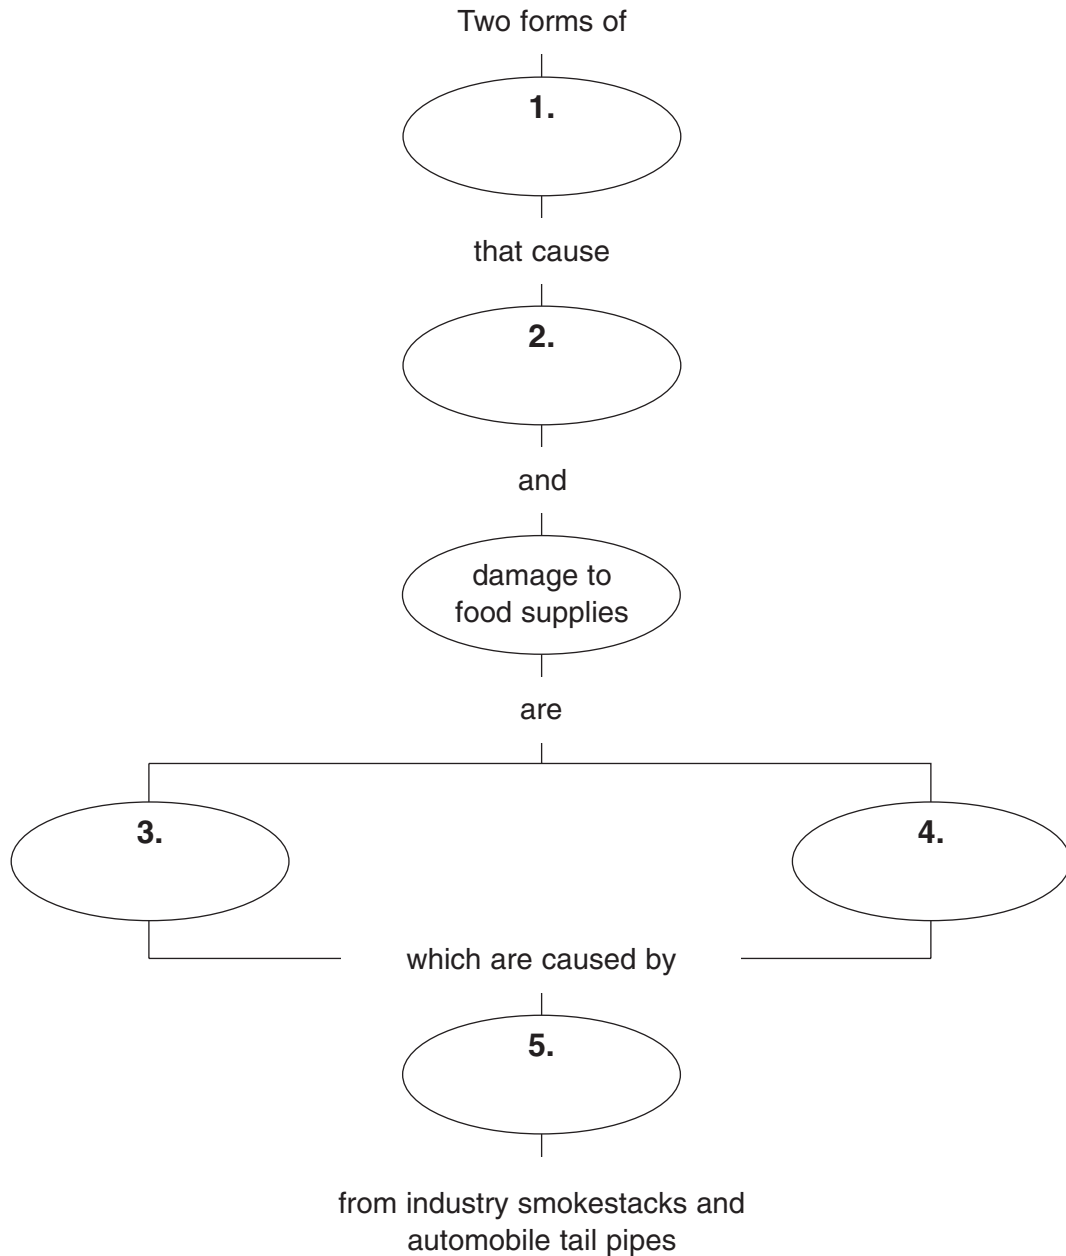 Two forms of
1.
that cause
2.
and
damage to
food supplies
are
3.
4.
which are caused by
5.
from industry smokestacks and
automobile tail pipes